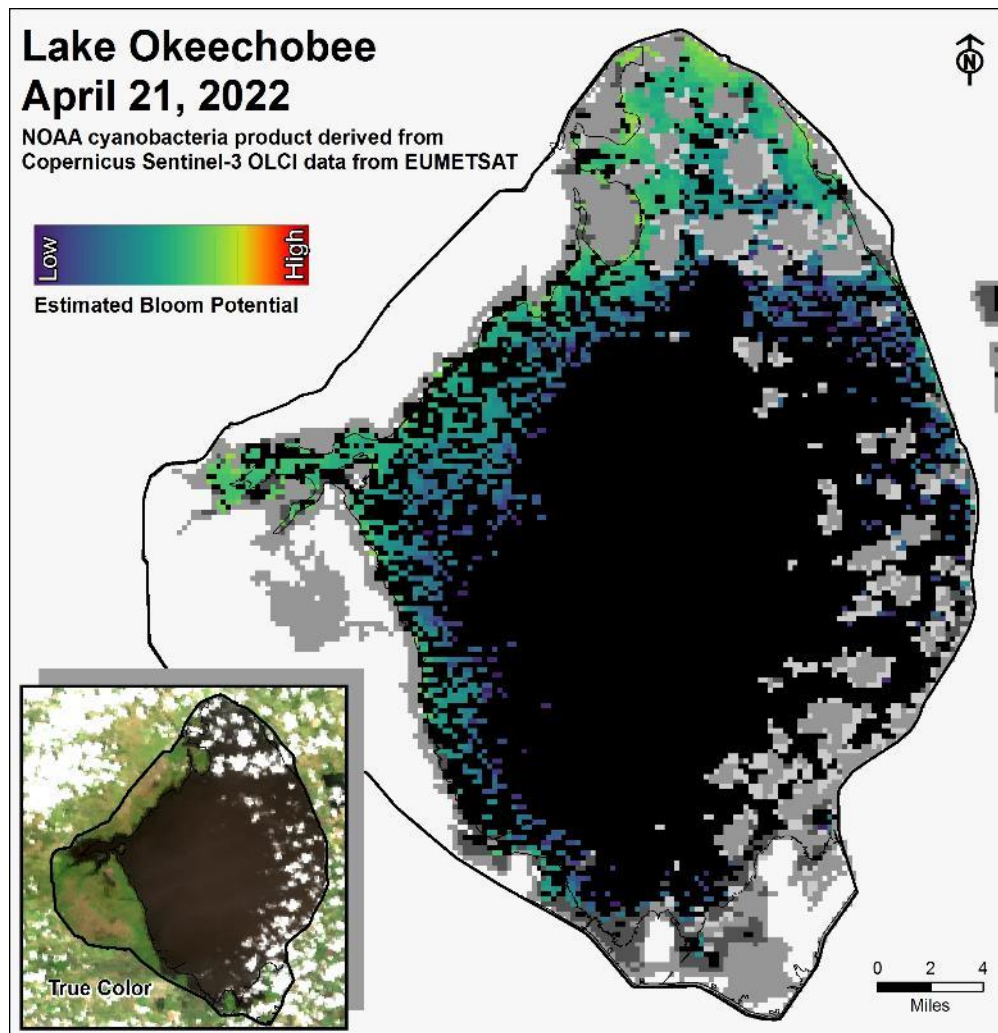 Lake Okeechobee
April 21, 2022
NOAA cyanobacteria product derived from
Copernicus Sentinel-3 OLCI data from EUMETSAT
N
Low
High
Estimated Bloom Potential
True Color
0 2 4
Miles